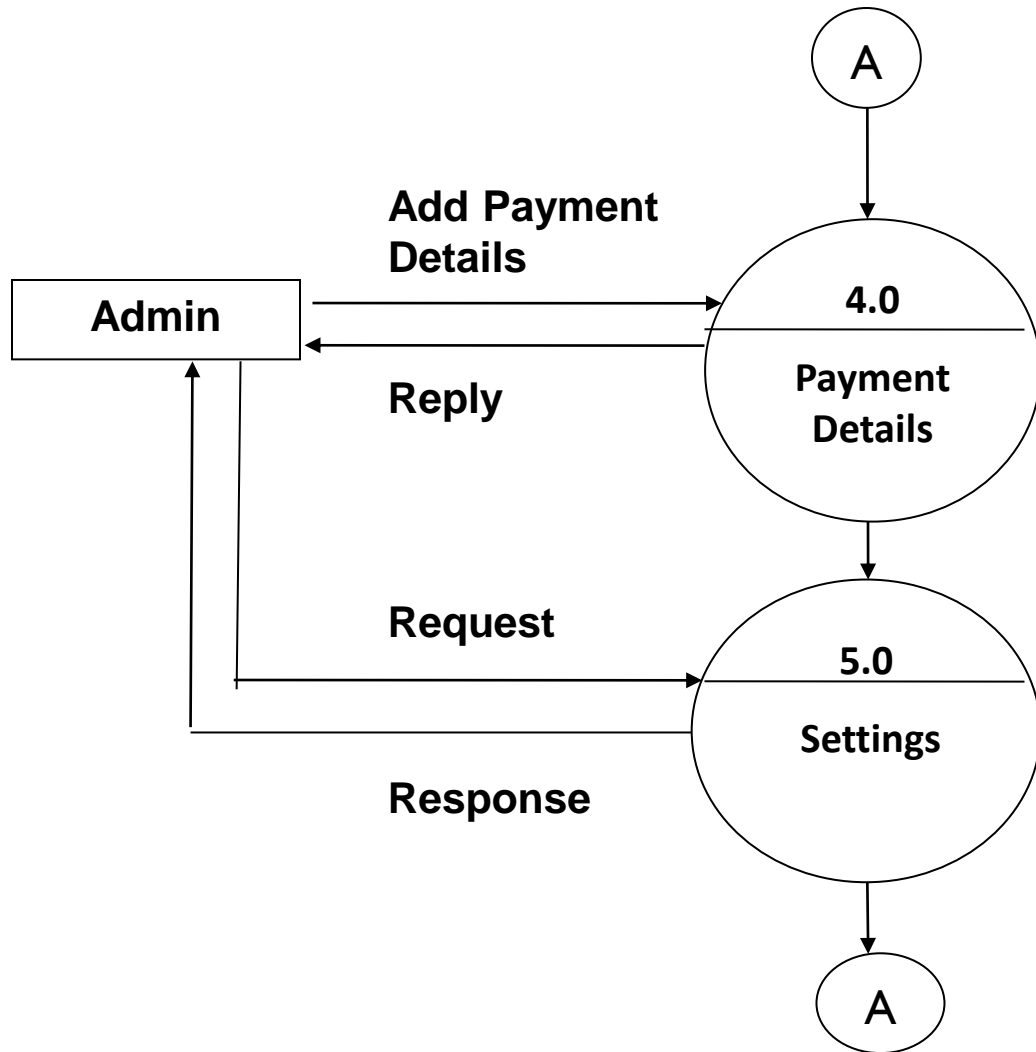 A
Add Payment
Details
Admin
4.0
Reply
Payment
Details
Request
5.0
Settings
Response
A